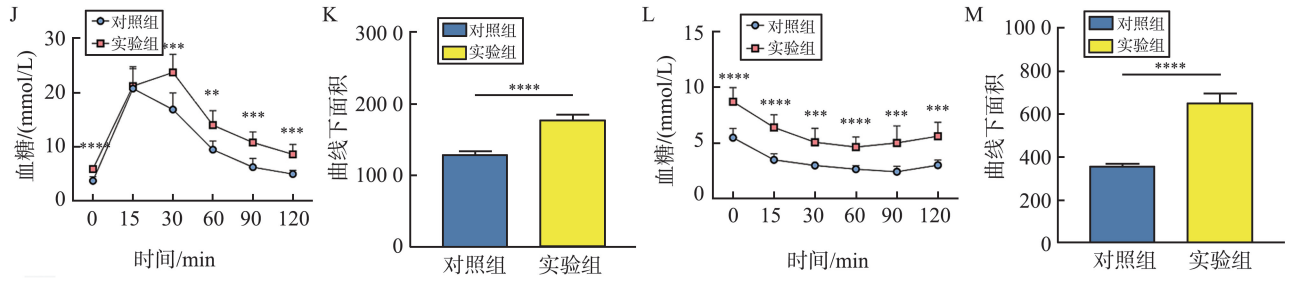 J
血糖/(mmol/L)
30
20
10
0
对照组
实验组
****
***
**
***
***
0 15 30 60 90 120
时间/min
K
曲线下面积
300 0
200 0
100 0
0
对照组
实验组
****
对照组 实验组
L
血糖/(mmol/L)
15
10
5
0
对照组
实验组
****
****
***
****
***
***
0 15 30 60 90 120
时间/min
M
曲线下面积
100 0
800
600
400
200
0
对照组
实验组
****
对照组 实验组